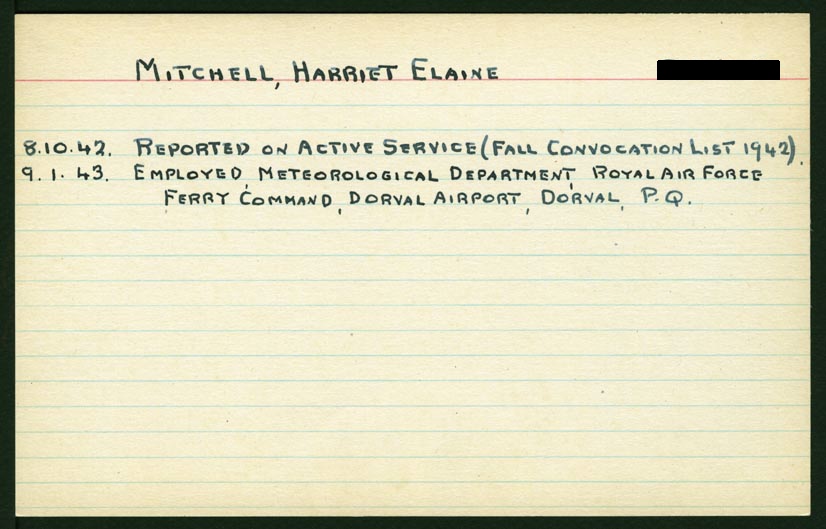 MITCHELL, HARRIET ELAINE
8.10.42. REPORTED ON ACTIVE SERVICE (FALL CONVOCATION LIST 1942).
9.1.43. EMPLOYED, METEOROLOGICAL DEPARTMENT, ROYAL AIR FORCE
FERRY COMMAND, DORVAL AIRPORT, DORVAL, P.Q.